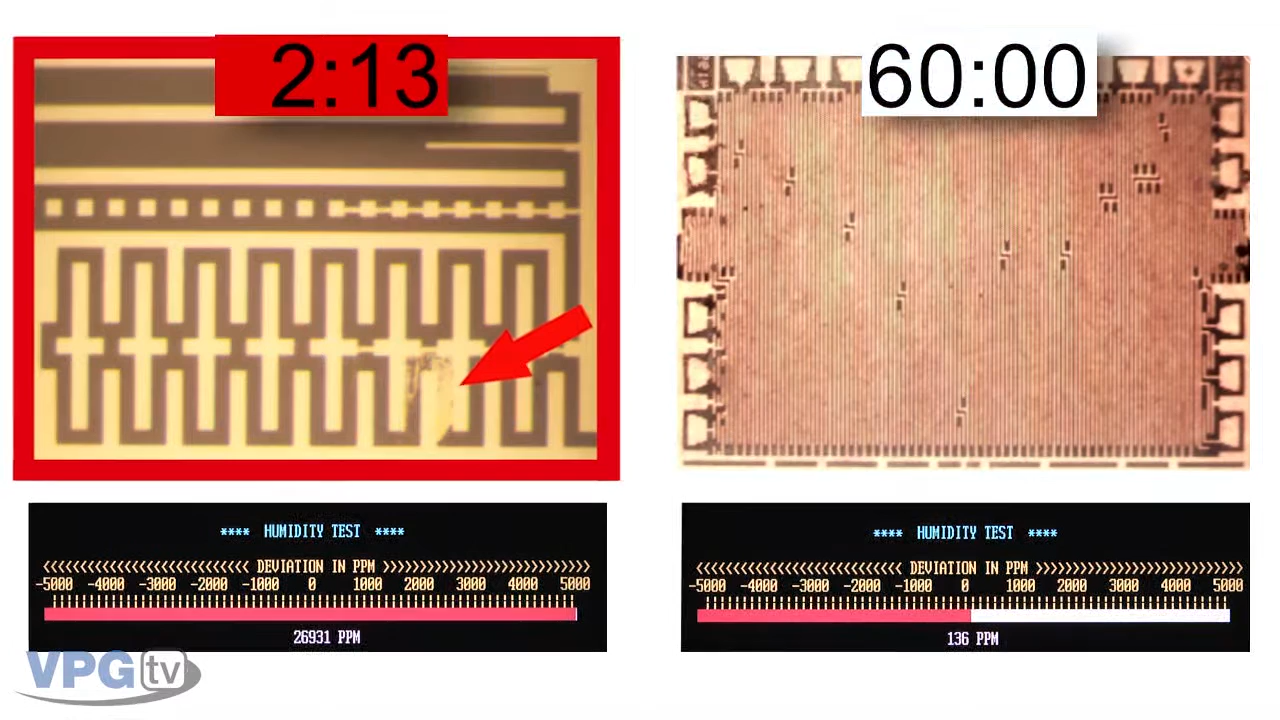 2:13
60:00
**** HUMIDITY TEST ****
<<<<<<<<<<<<<<<<<<<<<<<<<<< DEVIATION IN PPM >>>>>>>>>>>>>>>>>>>>>>>>>>>
-5000 -4000 -3000 -2000 -1000 0 1000 2000 3000 4000 5000
26931 PPM
**** HUMIDITY TEST ****
<<<<<<<<<<<<<<<<<<<<<<<<<<< DEVIATION IN PPM >>>>>>>>>>>>>>>>>>>>>>>>>>>
-5000 -4000 -3000 -2000 -1000 0 1000 2000 3000 4000 5000
136 PPM
VPG tv